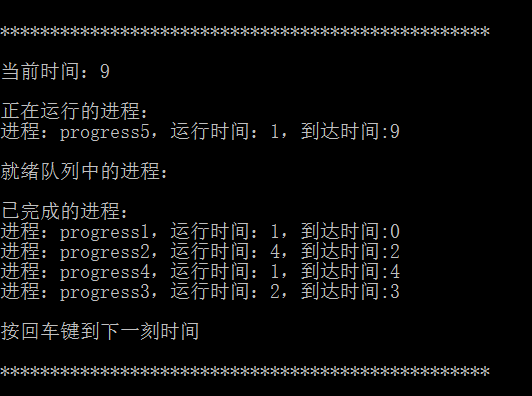 *************************************************
当前时间：9
正在运行的进程：
进程：progress5，运行时间：1，到达时间:9
就绪队列中的进程：
已完成的进程：
进程：progress1，运行时间：1，到达时间:0
进程：progress2，运行时间：4，到达时间:2
进程：progress4，运行时间：1，到达时间:4
进程：progress3，运行时间：2，到达时间:3
按回车键到下一刻时间
*************************************************